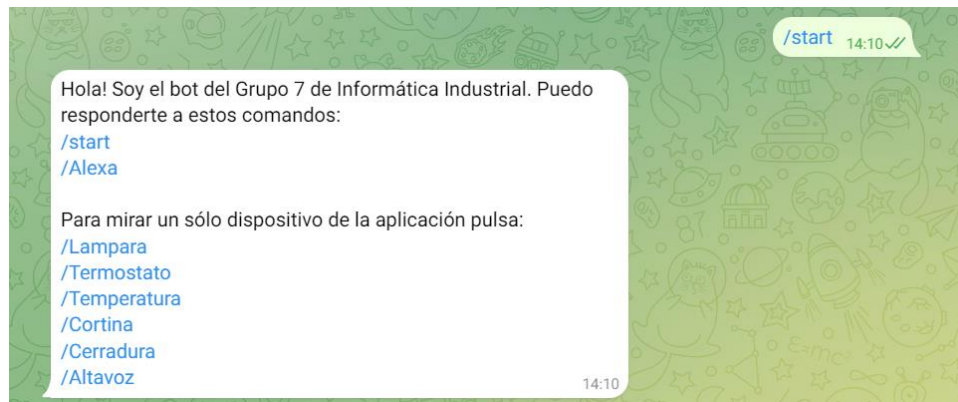 /start 14:10
Hola! Soy el bot del Grupo 7 de Informática Industrial. Puedo
responderte a estos comandos:
/start
/Alexa
Para mirar un sólo dispositivo de la aplicación pulsa:
/Lampara
/Termostato
/Temperatura
/Cortina
/Cerradura
/Altavoz
14:10